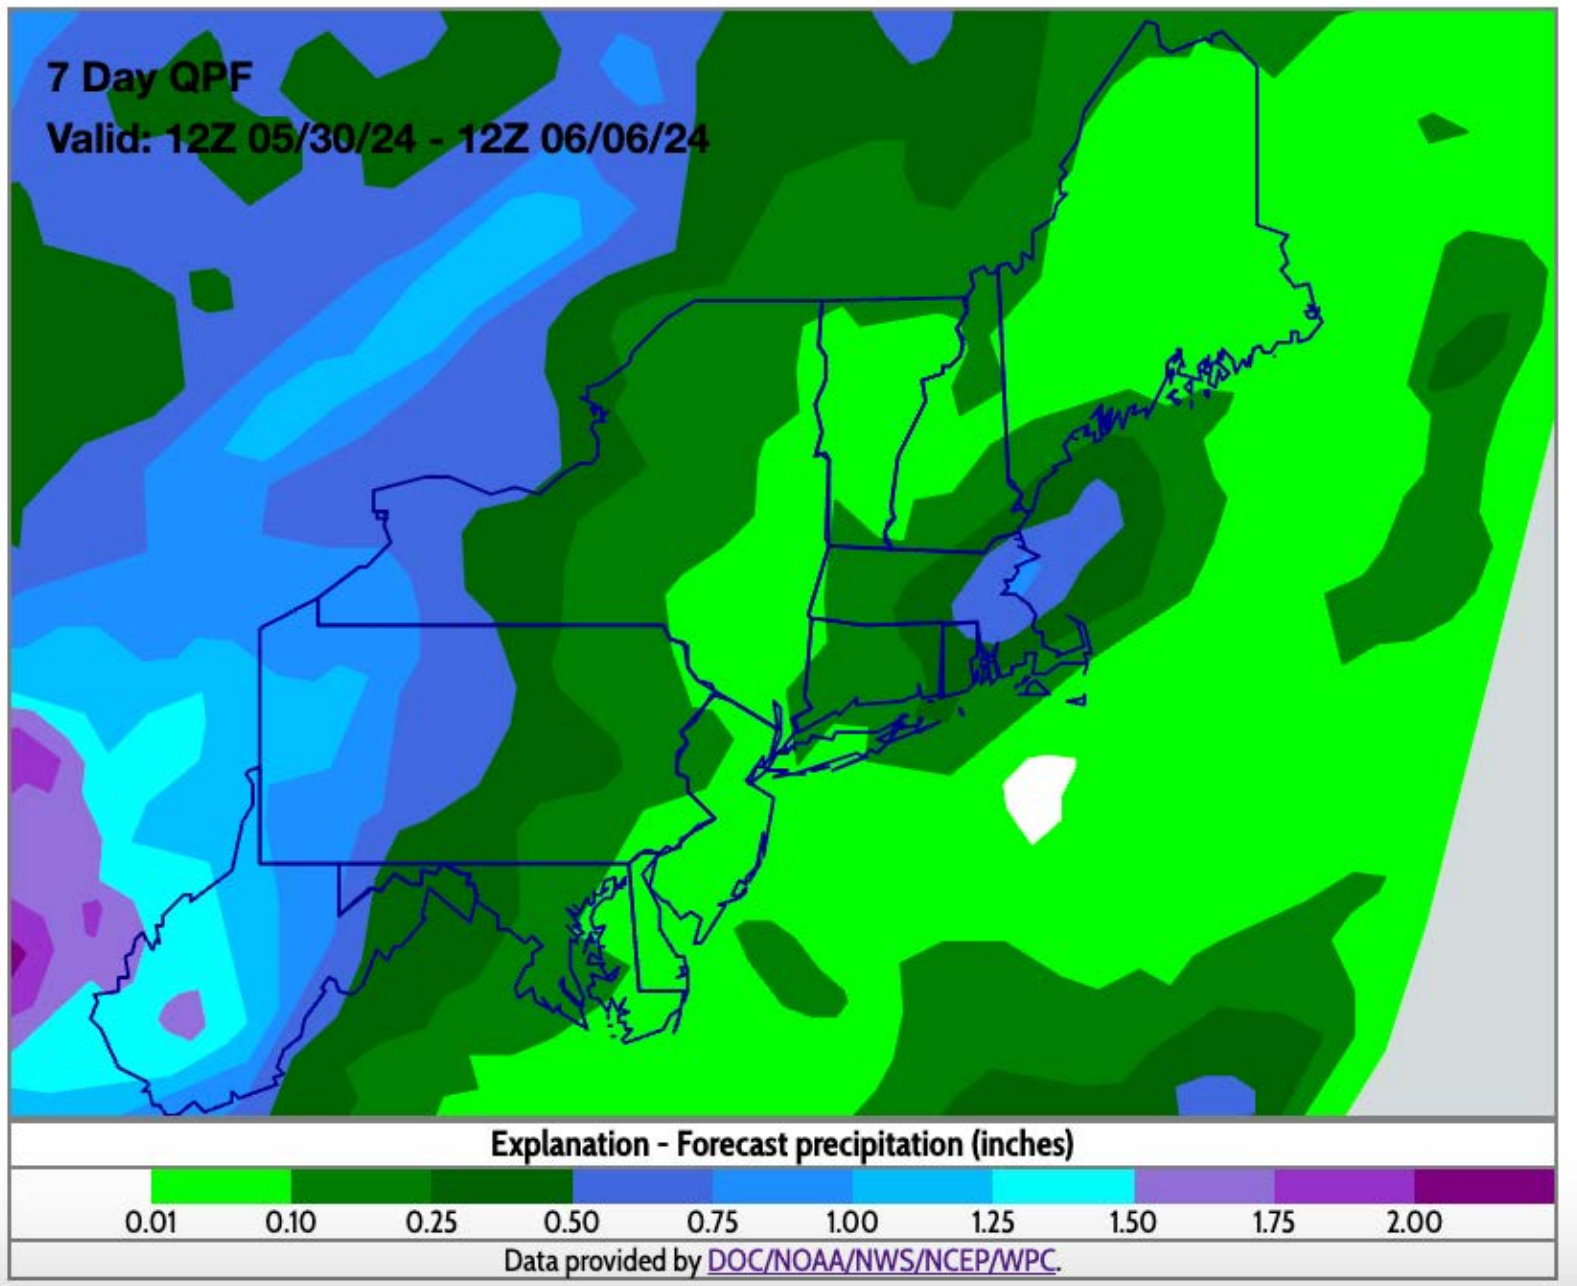 7 Day QPF
Valid: 12Z 05/30/24 - 12Z 06/06/24
Explanation - Forecast precipitation (inches)
0.01 0.10 0.25 0.50 0.75 1.00 1.25 1.50 1.75 2.00
Data provided by DOC/NOAA/NWS/NCEP/WPC.